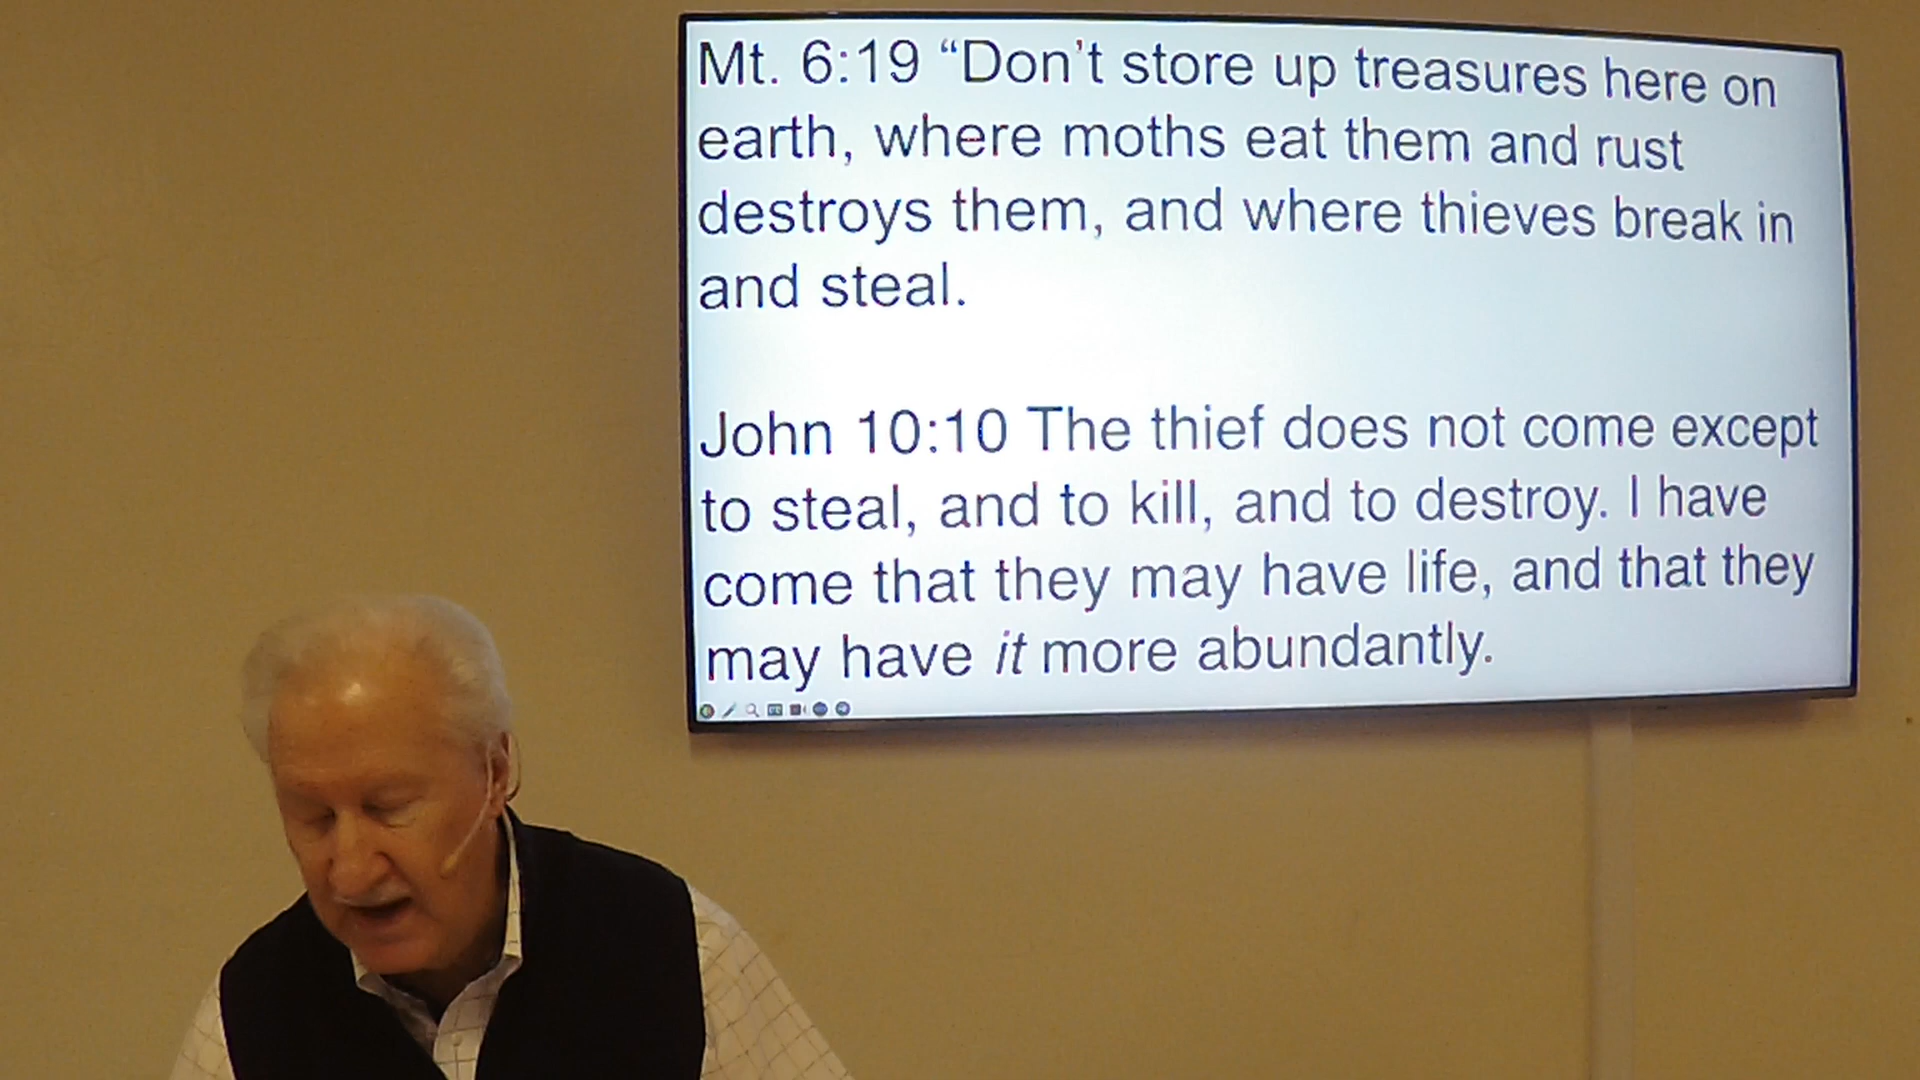 Mt. 6:19 “Don’t store up treasures here on
earth, where moths eat them and rust
destroys them, and where thieves break in
and steal.
John 10:10 The thief does not come except
to steal, and to kill, and to destroy. I have
come that they may have life, and that they
may have it more abundantly.